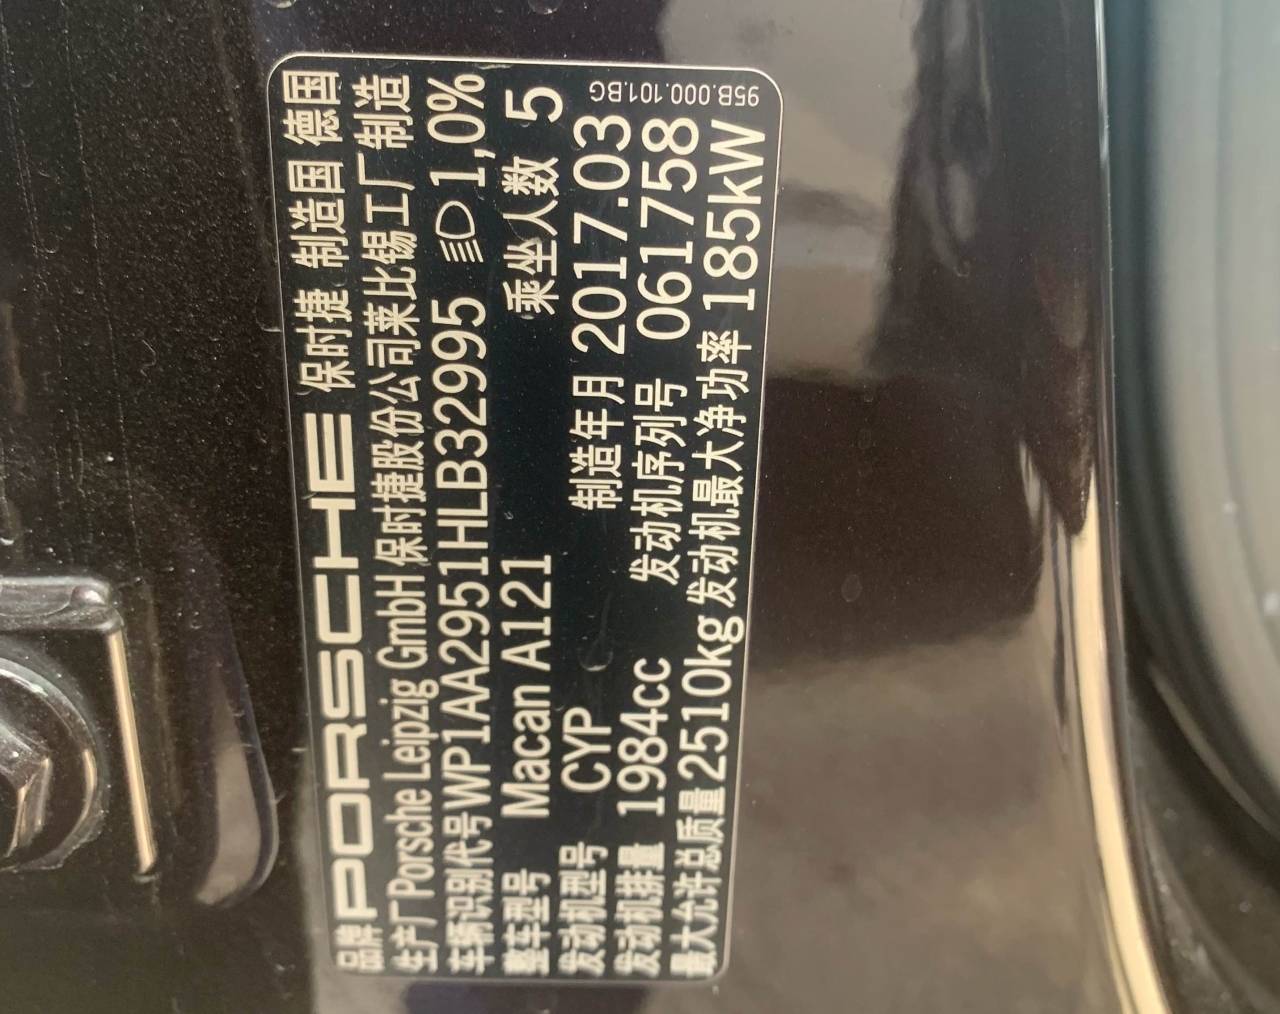 品牌 PORSCHE 保时捷 制造国 德国
生产厂 Porsche Leipzig GmbH 保时捷股份公司莱比锡工厂制造
车辆识别代号 WP1AA2951HLB32995 1,0%
整车型号 Macan A121 乘坐人数 5
发动机型号 CYP 制造年月 2017.03
发动机排量 1984cc 发动机序列号 061758
最大允许总质量 2510kg 发动机最大净功率 185kW
95B.000.101.BG